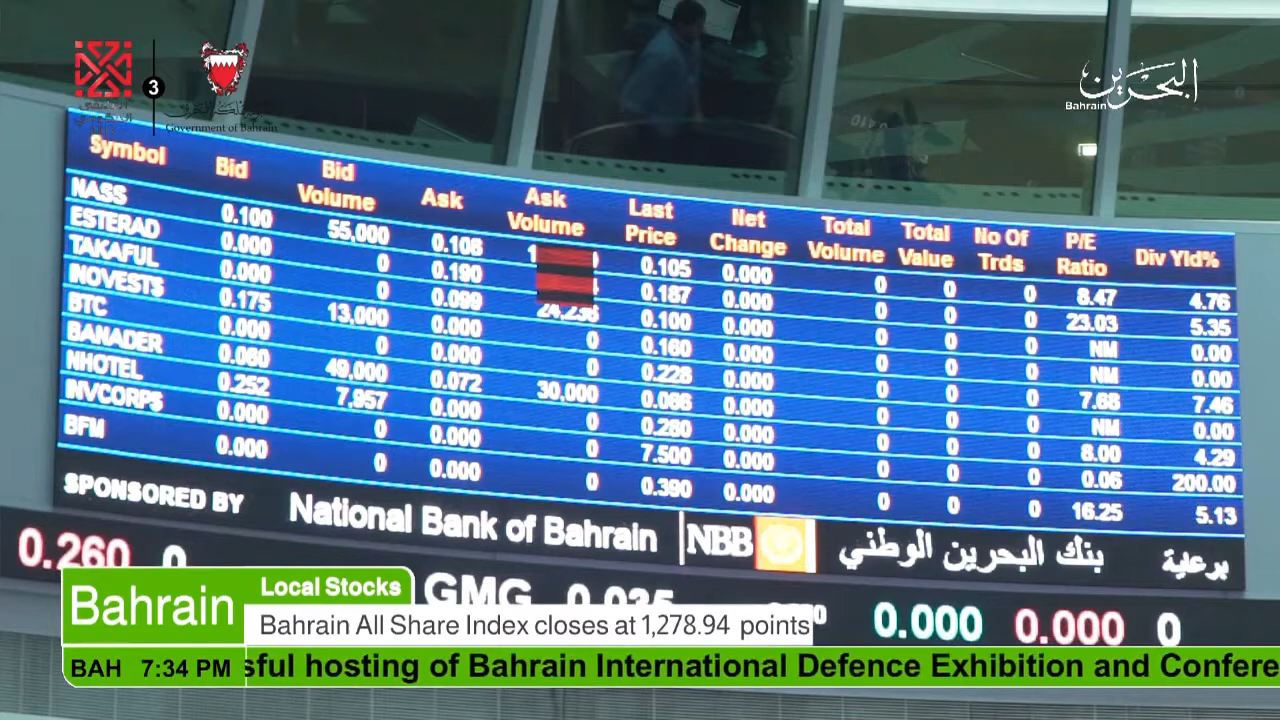 3
Government of Bahrain
البحرين
Bahrain
Symbol Bid Bid Volume Ask Ask Volume Last Price Net Change Total Volume Total Value No Of Trds P/E Ratio Div Yld%
NASS 0.100 55,000 0.106 0.105 0.000 0 0 0 8.47 4.76
ESTERAD 0.000 0 0.190 0.187 0.000 0 0 0 23.03 5.35
TAKAFUL 0.000 0 0.099 0.100 0.000 0 0 0 NM 0.00
INOVEST$ 0.175 13,000 0.000 0 0.160 0.000 0 0 0 NM 0.00
BTC 0.000 0 0.000 0 0.228 0.000 0 0 0 7.68 7.46
BANADER 0.060 49,000 0.072 30,000 0.066 0.000 0 0 0 NM 0.00
NHOTEL 0.252 7,957 0.000 0 0.280 0.000 0 0 0 8.00 4.29
INVCORP$ 0.000 0 0.000 0 7.500 0.000 0 0 0 0.06 200.00
BFM 0.000 0 0.000 0 0.390 0.000 0 0 0 16.25 5.13
SPONSORED BY National Bank of Bahrain NBB بنك البحرين الوطني برعاية
0.260 0 GMG 0.035 0.000 0.000 0
Bahrain Local Stocks
Bahrain All Share Index closes at 1,278.94 points
BAH 7:34 PM sful hosting of Bahrain International Defence Exhibition and Confere